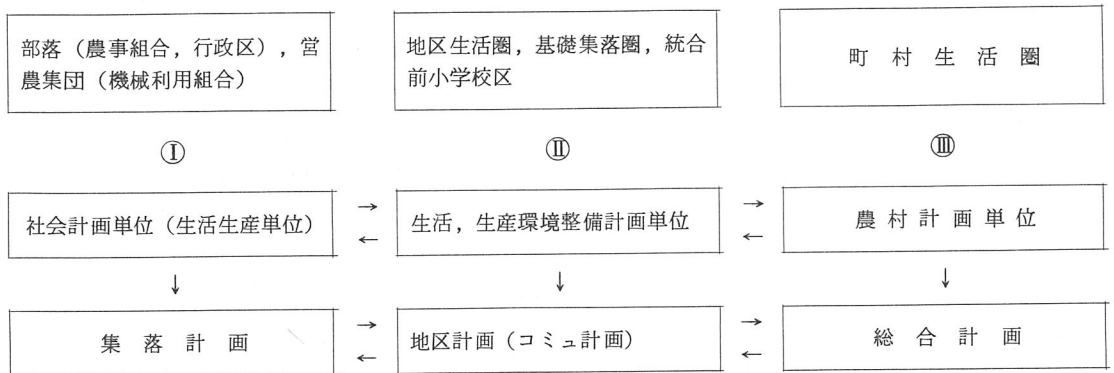 部落（農事組合，行政区），営
農集団（機械利用組合）
地区生活圏，基礎集落圏，統合
前小学校区
町村生活圏
Ⅰ
Ⅱ
Ⅲ
社会計画単位（生活生産単位）
→
←
生活，生産環境整備計画単位
→
←
農村計画単位
↓
↓
↓
集落計画
→
←
地区計画（コミュ計画）
→
←
総合計画